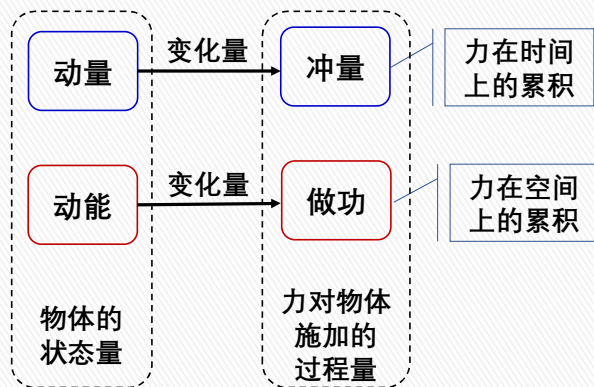 动量
变化量
冲量
力在时间
上的累积
动能
变化量
做功
力在空间
上的累积
物体的
状态量
力对物体
施加的
过程量